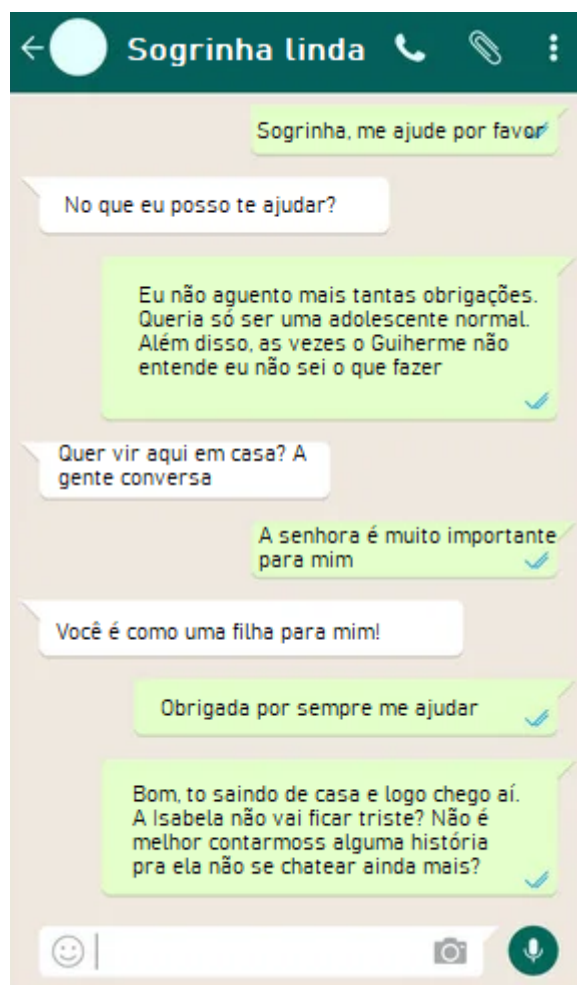 Sogrinha linda
Sogrinha, me ajude por favor
No que eu posso te ajudar?
Eu não aguento mais tantas obrigações.
Queria só ser uma adolescente normal.
Além disso, as vezes o Guiherme não
entende eu não sei o que fazer
Quer vir aqui em casa? A
gente conversa
A senhora é muito importante
para mim
Você é como uma filha para mim!
Obrigada por sempre me ajudar
Bom, to saindo de casa e logo chego aí.
A Isabela não vai ficar triste? Não é
melhor contarmoss alguma história
pra ela não se chatear ainda mais?